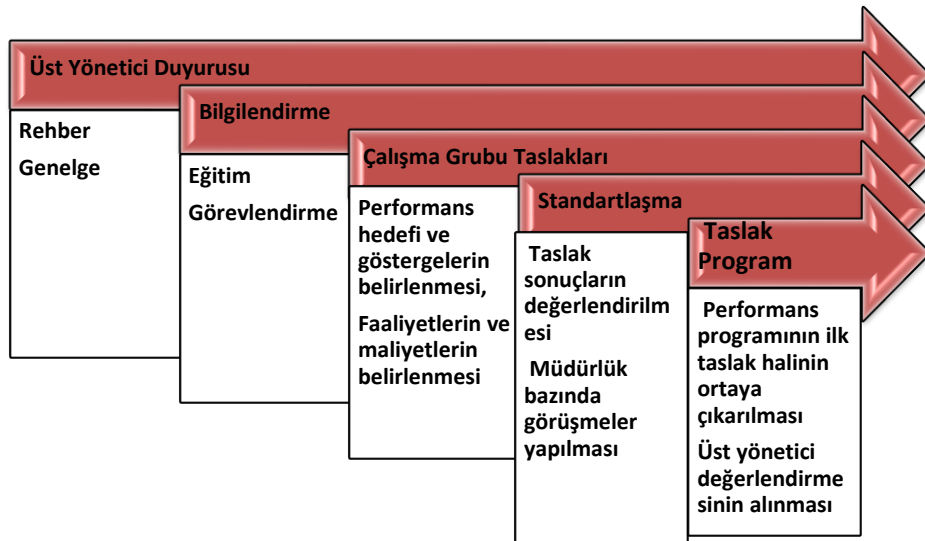 Üst Yönetici Duyurusu
Rehber
Genelge
Bilgilendirme
Eğitim
Görevlendirme
Çalışma Grubu Taslakları
Performans
hedefi ve
göstergelerin
belirlenmesi,
Faaliyetlerin ve
maliyetlerin
belirlenmesi
Standartlaşma
Taslak
sonuçların
değerlendirilm
esi
Müdürlük
bazında
görüşmeler
yapılması
Taslak
Program
Performans
programının ilk
taslak halinin
ortaya
çıkarılması
Üst yönetici
değerlendirme
sinin alınması